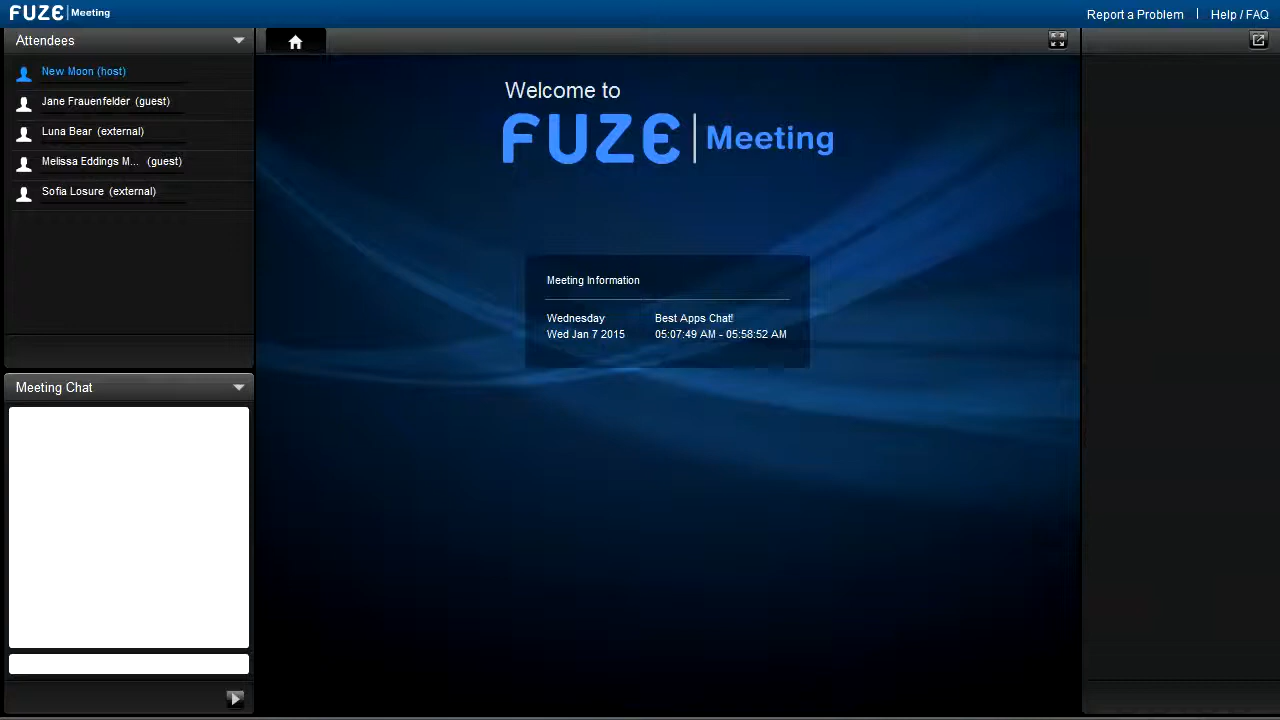 FUZE Meeting
Report a Problem | Help / FAQ
Attendees
New Moon (host)
Jane Frauenfelder (guest)
Luna Bear (external)
Melissa Eddings M... (guest)
Sofia Losure (external)
Meeting Chat
Welcome to
FUZE Meeting
Meeting Information
Wednesday Best Apps Chat!
Wed Jan 7 2015 05:07:49 AM - 05:58:52 AM